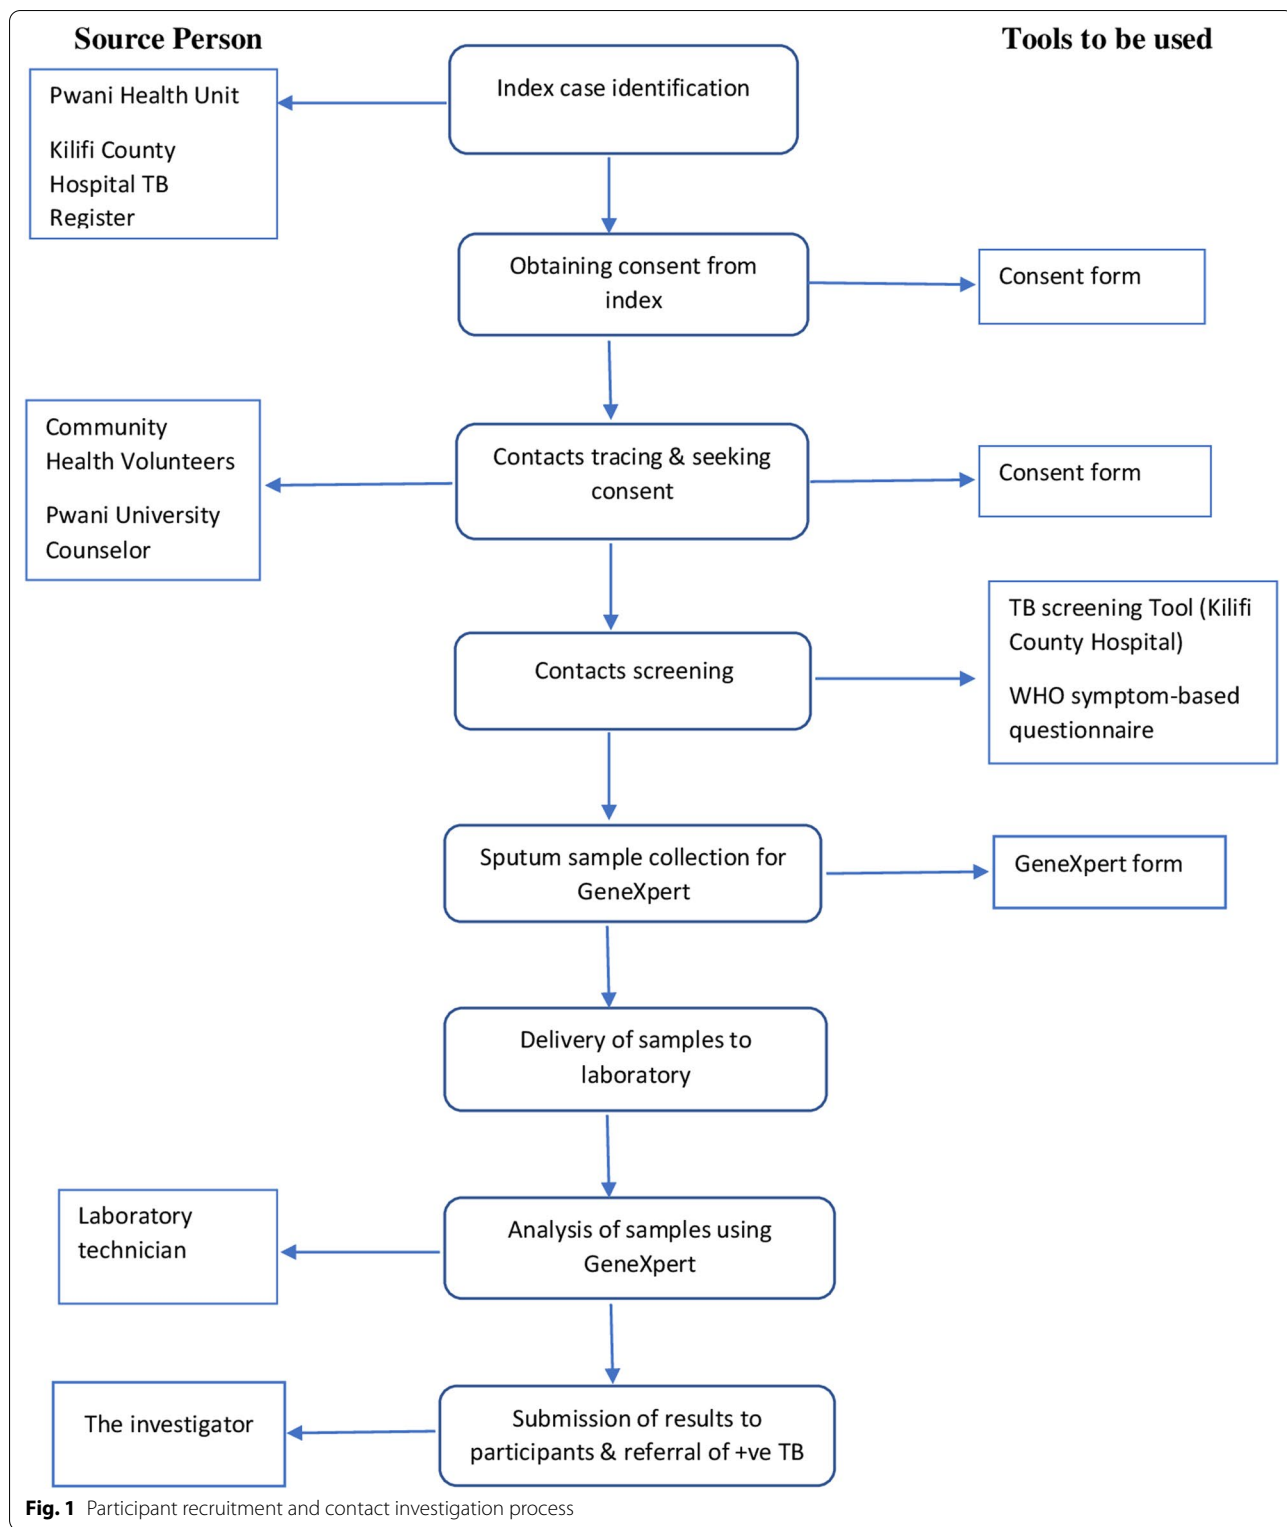 Source Person
Tools to be used
Pwani Health Unit
Kilifi County
Hospital TB
Register
Index case identification
Obtaining consent from
index
Consent form
Community
Health Volunteers
Pwani University
Counselor
Contacts tracing & seeking
consent
Consent form
Contacts screening
TB screening Tool (Kilifi
County Hospital)
WHO symptom-based
questionnaire
Sputum sample collection for
GeneXpert
GeneXpert form
Delivery of samples to
laboratory
Laboratory
technician
Analysis of samples using
GeneXpert
The investigator
Submission of results to
participants & referral of +ve TB
Fig. 1 Participant recruitment and contact investigation process